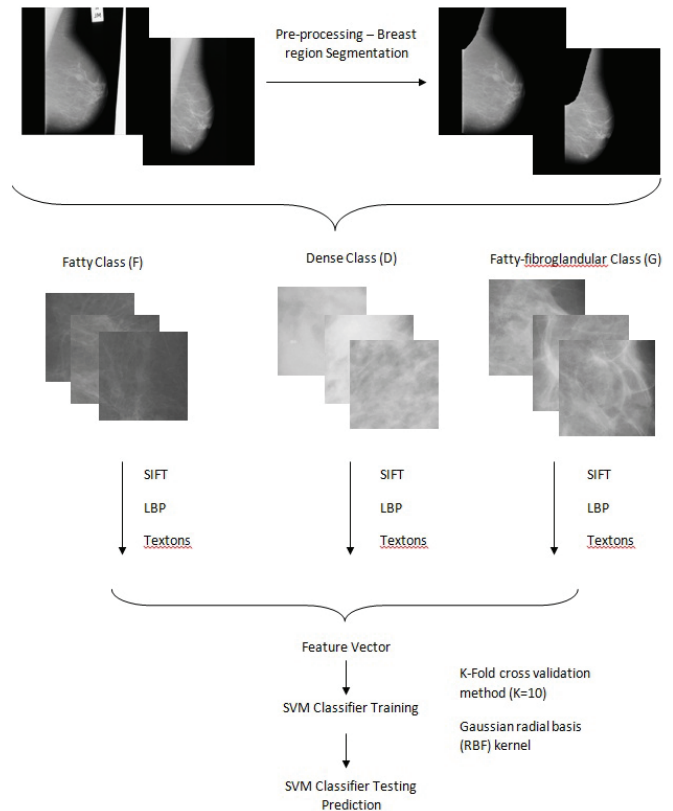 JM
Pre-processing – Breast
region Segmentation
Fatty Class (F)
Dense Class (D)
Fatty-fibroglandular Class (G)
SIFT
LBP
Textons
SIFT
LBP
Textons
SIFT
LBP
Textons
Feature Vector
K-Fold cross validation
method (K=10)
SVM Classifier Training
Gaussian radial basis
(RBF) kernel
SVM Classifier Testing
Prediction